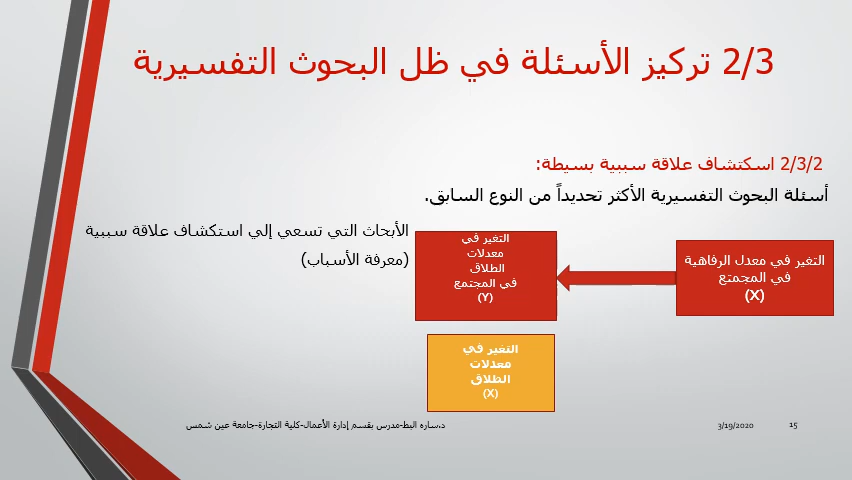 2/3 تركيز الأسئلة في ظل البحوث التفسيرية
2/3/2 اسكتشاف علاقة سببية بسيطة:
أسئلة البحوث التفسيرية الأكثر تحديداً من النوع السابق.
الأبحاث التي تسعي إلي استكشاف علاقة سببية
(معرفة الأسباب)
التغير في معدل الرفاهية
في المجتمع
(X)
التغير في
معدلات
الطلاق
في المجتمع
(Y)
التغير في
معدلات
الطلاق
(X)
د.ساره البط-مدرس بقسم إدارة الأعمال-كلية التجارة-جامعة عين شمس
3/19/2020
15